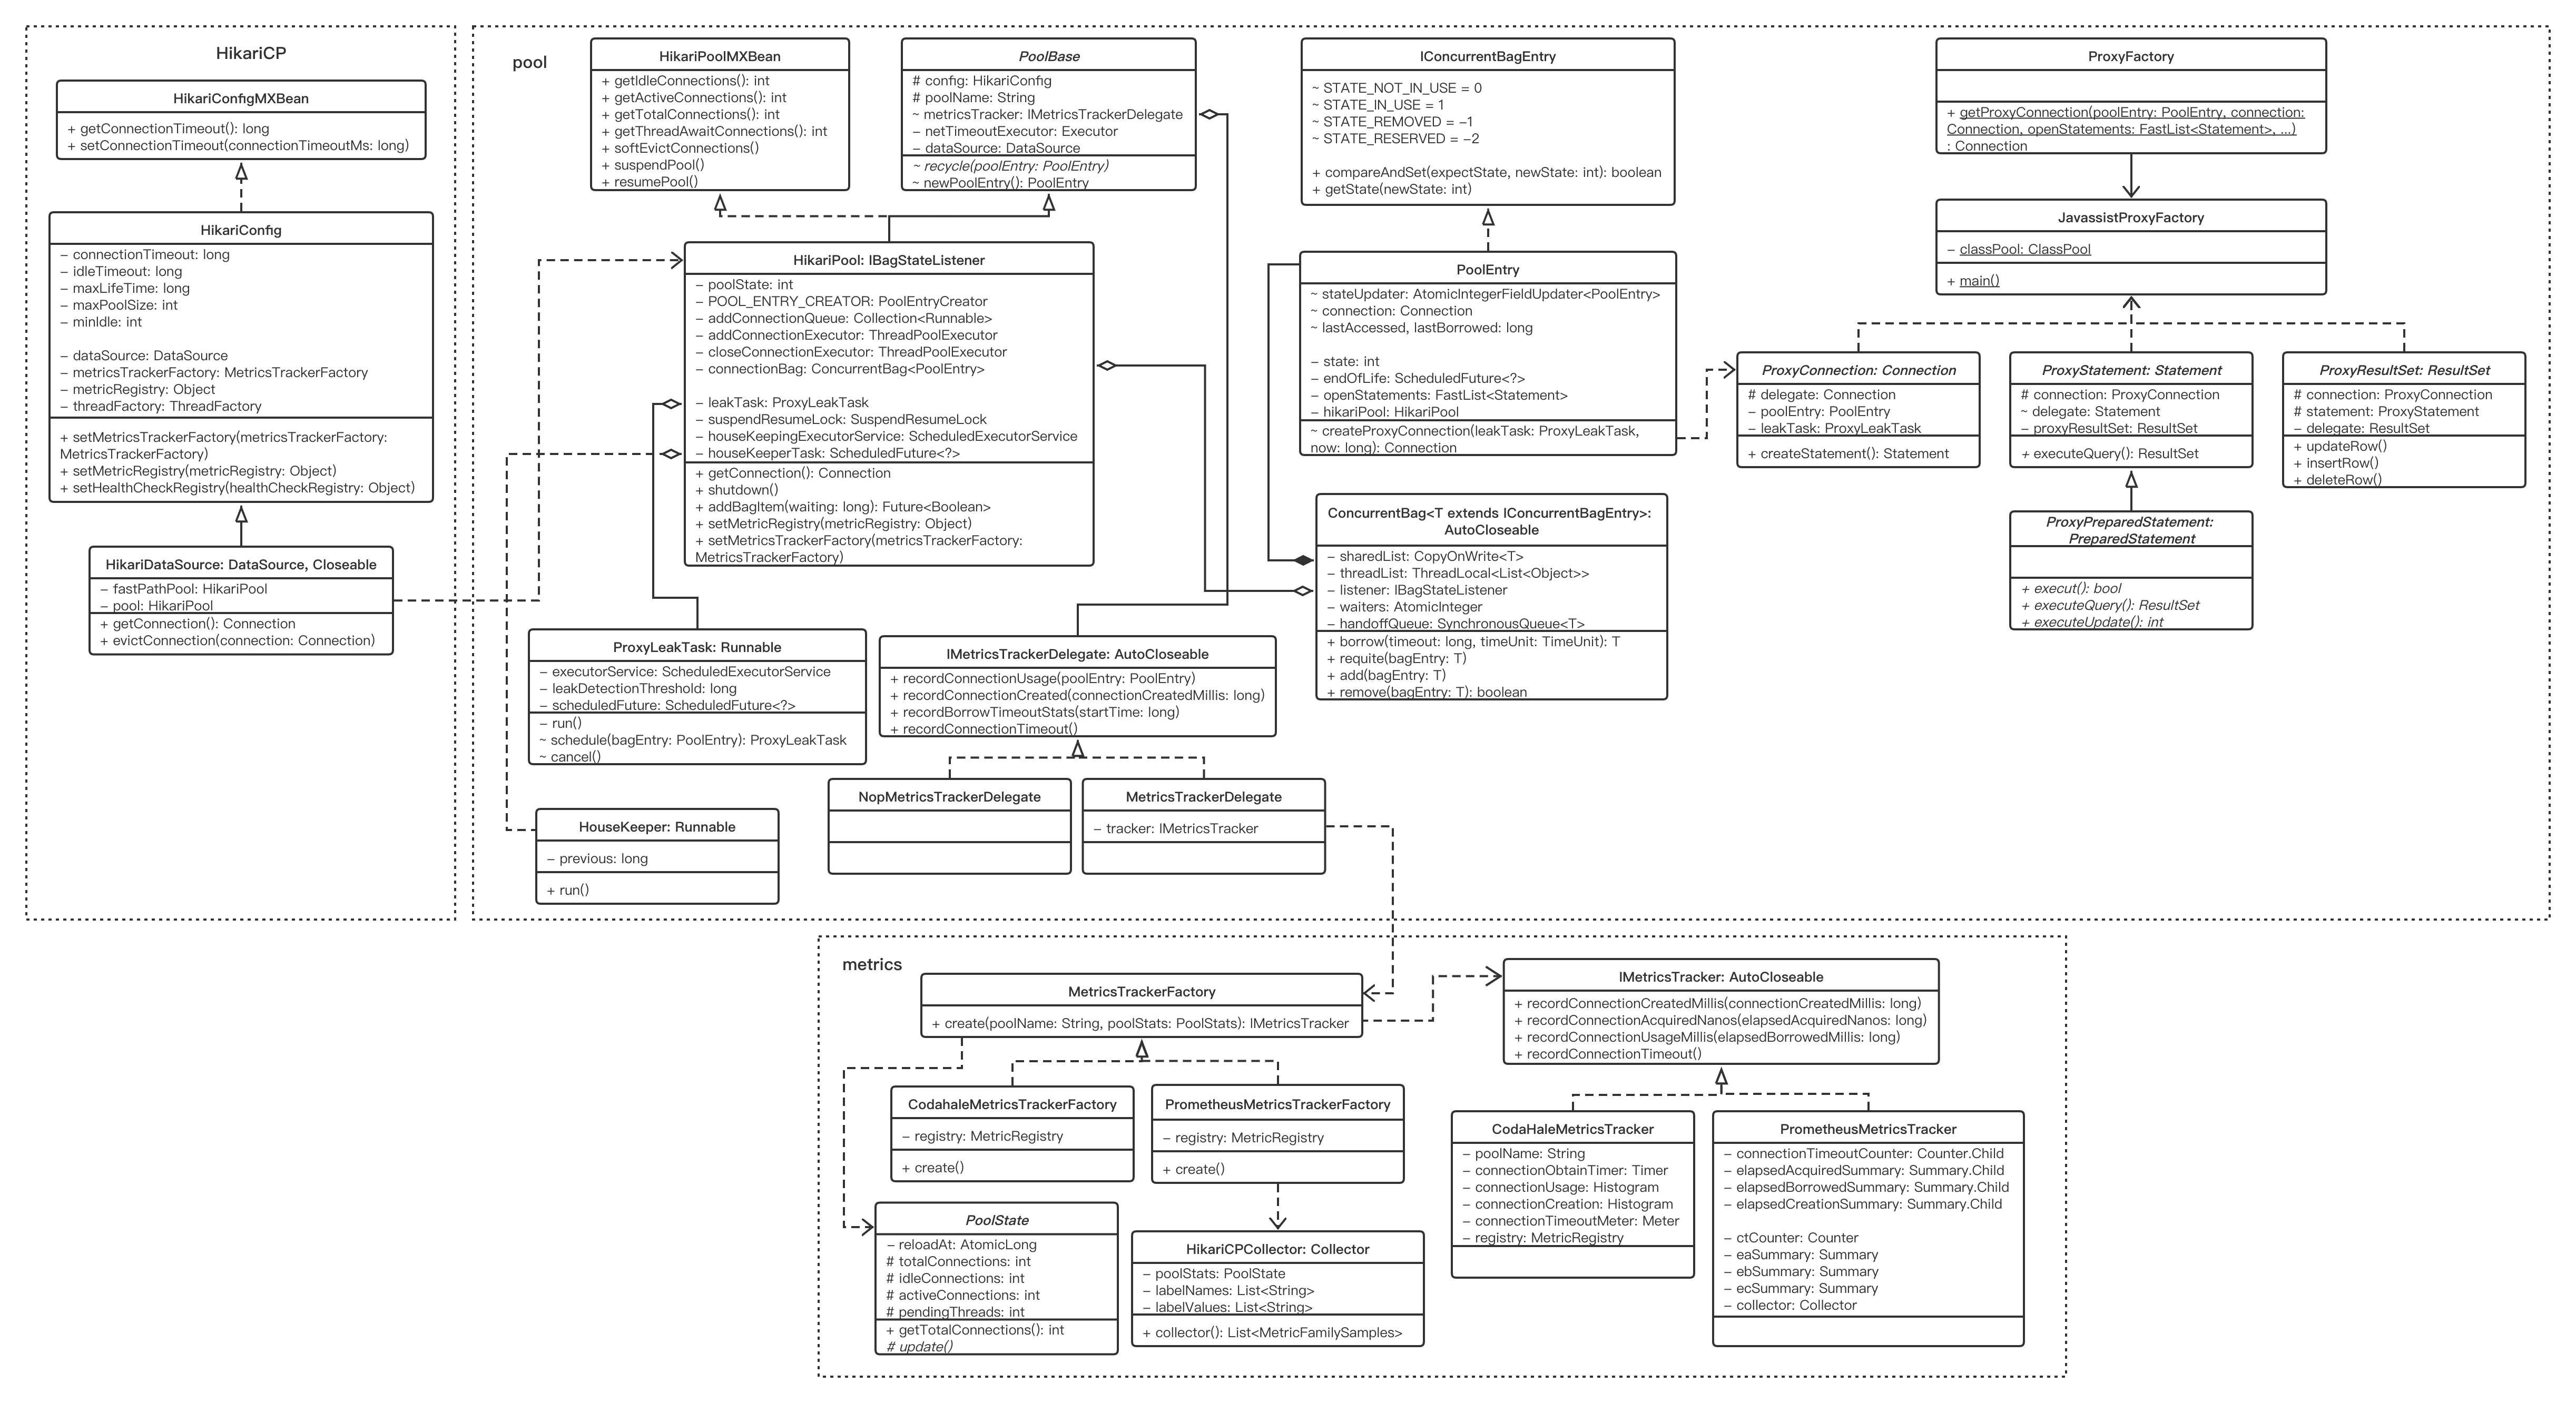 HikariCP
HikariConfigMXBean
+ getConnectionTimeout(): long
+ setConnectionTimeout(connectionTimeoutMs: long)
HikariConfig
– connectionTimeout: long
– idleTimeout: long
– maxLifeTime: long
– maxPoolSize: int
– minIdle: int
– dataSource: DataSource
– metricsTrackerFactory: MetricsTrackerFactory
– metricRegistry: Object
– threadFactory: ThreadFactory
+ setMetricsTrackerFactory(metricsTrackerFactory:
MetricsTrackerFactory)
+ setMetricRegistry(metricRegistry: Object)
+ setHealthCheckRegistry(healthCheckRegistry: Object)
HikariDataSource: DataSource, Closeable
– fastPathPool: HikariPool
– pool: HikariPool
+ getConnection(): Connection
+ evictConnection(connection: Connection)
pool
HikariPoolMXBean
+ getIdleConnections(): int
+ getActiveConnections(): int
+ getTotalConnections(): int
+ getThreadAwaitConnections(): int
+ softEvictConnections()
+ suspendPool()
+ resumePool()
PoolBase
# config: HikariConfig
# poolName: String
~ metricsTracker: IMetricsTrackerDelegate
– netTimeoutExecutor: Executor
– dataSource: DataSource
~ recycle(poolEntry: PoolEntry)
~ newPoolEntry(): PoolEntry
HikariPool: IBagStateListener
– poolState: int
– POOL_ENTRY_CREATOR: PoolEntryCreator
– addConnectionQueue: Collection<Runnable>
– addConnectionExecutor: ThreadPoolExecutor
– closeConnectionExecutor: ThreadPoolExecutor
– connectionBag: ConcurrentBag<PoolEntry>
– leakTask: ProxyLeakTask
– suspendResumeLock: SuspendResumeLock
– houseKeepingExecutorService: ScheduledExecutorService
– houseKeeperTask: ScheduledFuture<?>
+ getConnection(): Connection
+ shutdown()
+ addBagItem(waiting: long): Future<Boolean>
+ setMetricRegistry(metricRegistry: Object)
+ setMetricsTrackerFactory(metricsTrackerFactory:
MetricsTrackerFactory)
ProxyLeakTask: Runnable
– executorService: ScheduledExecutorService
– leakDetectionThreshold: long
– scheduledFuture: ScheduledFuture<?>
– run()
~ schedule(bagEntry: PoolEntry): ProxyLeakTask
~ cancel()
HouseKeeper: Runnable
– previous: long
+ run()
IMetricsTrackerDelegate: AutoCloseable
+ recordConnectionUsage(poolEntry: PoolEntry)
+ recordConnectionCreated(connectionCreatedMillis: long)
+ recordBorrowTimeoutStats(startTime: long)
+ recordConnectionTimeout()
NopMetricsTrackerDelegate
MetricsTrackerDelegate
– tracker: IMetricsTracker
IConcurrentBagEntry
~ STATE_NOT_IN_USE = 0
~ STATE_IN_USE = 1
~ STATE_REMOVED = –1
~ STATE_RESERVED = –2
+ compareAndSet(expectState, newState: int): boolean
+ getState(newState: int)
PoolEntry
~ stateUpdater: AtomicIntegerFieldUpdater<PoolEntry>
~ connection: Connection
~ lastAccessed, lastBorrowed: long
– state: int
– endOfLife: ScheduledFuture<?>
– openStatements: FastList<Statement>
– hikariPool: HikariPool
~ createProxyConnection(leakTask: ProxyLeakTask,
now: long): Connection
ConcurrentBag<T extends IConcurrentBagEntry>:
AutoCloseable
– sharedList: CopyOnWrite<T>
– threadList: ThreadLocal<List<Object>>
– listener: IBagStateListener
– waiters: AtomicInteger
– handoffQueue: SynchronousQueue<T>
+ borrow(timeout: long, timeUnit: TimeUnit): T
+ requite(bagEntry: T)
+ add(bagEntry: T)
+ remove(bagEntry: T): boolean
ProxyFactory
+ getProxyConnection(poolEntry: PoolEntry, connection:
Connection, openStatements: FastList<Statement>, ...)
: Connection
JavassistProxyFactory
– classPool: ClassPool
+ main()
ProxyConnection: Connection
# delegate: Connection
– poolEntry: PoolEntry
– leakTask: ProxyLeakTask
+ createStatement(): Statement
ProxyStatement: Statement
# connection: ProxyConnection
~ delegate: Statement
– proxyResultSet: ResultSet
+ executeQuery(): ResultSet
ProxyResultSet: ResultSet
# connection: ProxyConnection
# statement: ProxyStatement
– delegate: ResultSet
+ updateRow()
+ insertRow()
+ deleteRow()
ProxyPreparedStatement:
PreparedStatement
+ execut(): bool
+ executeQuery(): ResultSet
+ executeUpdate(): int
metrics
MetricsTrackerFactory
+ create(poolName: String, poolStats: PoolStats): IMetricsTracker
CodahaleMetricsTrackerFactory
– registry: MetricRegistry
+ create()
PrometheusMetricsTrackerFactory
– registry: MetricRegistry
+ create()
PoolState
– reloadAt: AtomicLong
# totalConnections: int
# idleConnections: int
# activeConnections: int
# pendingThreads: int
+ getTotalConnections(): int
# update()
HikariCPCollector: Collector
– poolStats: PoolState
– labelNames: List<String>
– labelValues: List<String>
+ collector(): List<MetricFamilySamples>
IMetricsTracker: AutoCloseable
+ recordConnectionCreatedMillis(connectionCreatedMillis: long)
+ recordConnectionAcquiredNanos(elapsedAcquiredNanos: long)
+ recordConnectionUsageMillis(elapsedBorrowedMillis: long)
+ recordConnectionTimeout()
CodaHaleMetricsTracker
– poolName: String
– connectionObtainTimer: Timer
– connectionUsage: Histogram
– connectionCreation: Histogram
– connectionTimeoutMeter: Meter
– registry: MetricRegistry
PrometheusMetricsTracker
– connectionTimeoutCounter: Counter.Child
– elapsedAcquiredSummary: Summary.Child
– elapsedBorrowedSummary: Summary.Child
– elapsedCreationSummary: Summary.Child
– ctCounter: Counter
– eaSummary: Summary
– ebSummary: Summary
– ecSummary: Summary
– collector: Collector